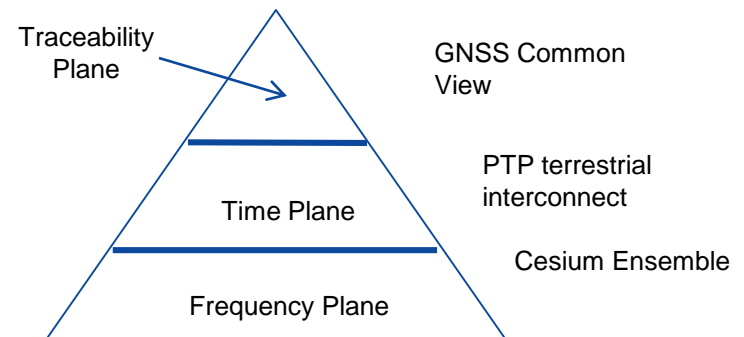 Traceability
Plane
GNSS Common
View
PTP terrestrial
interconnect
Time Plane
Cesium Ensemble
Frequency Plane